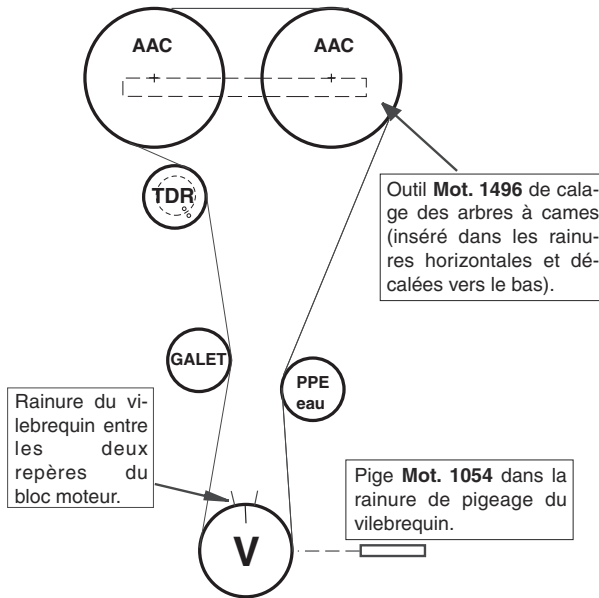 AAC
AAC
TDR
%
Outil Mot. 1496 de cala-
ge des arbres à cames
(inséré dans les rainu-
res horizontales et dé-
calées vers le bas).
GALET
PPE
eau
Rainure du vi-
lebrequin entre
les deux
repères du
bloc moteur.
Pige Mot. 1054 dans la
rainure de pigeage du
vilebrequin.
V